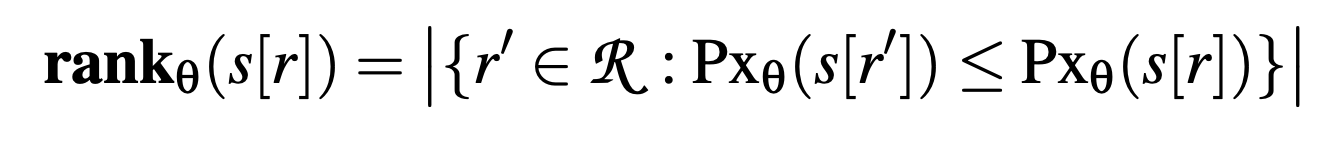 rankθ(s[r]) = |{r′ ∈ ℛ : Pxθ(s[r′]) ≤ Pxθ(s[r])}|